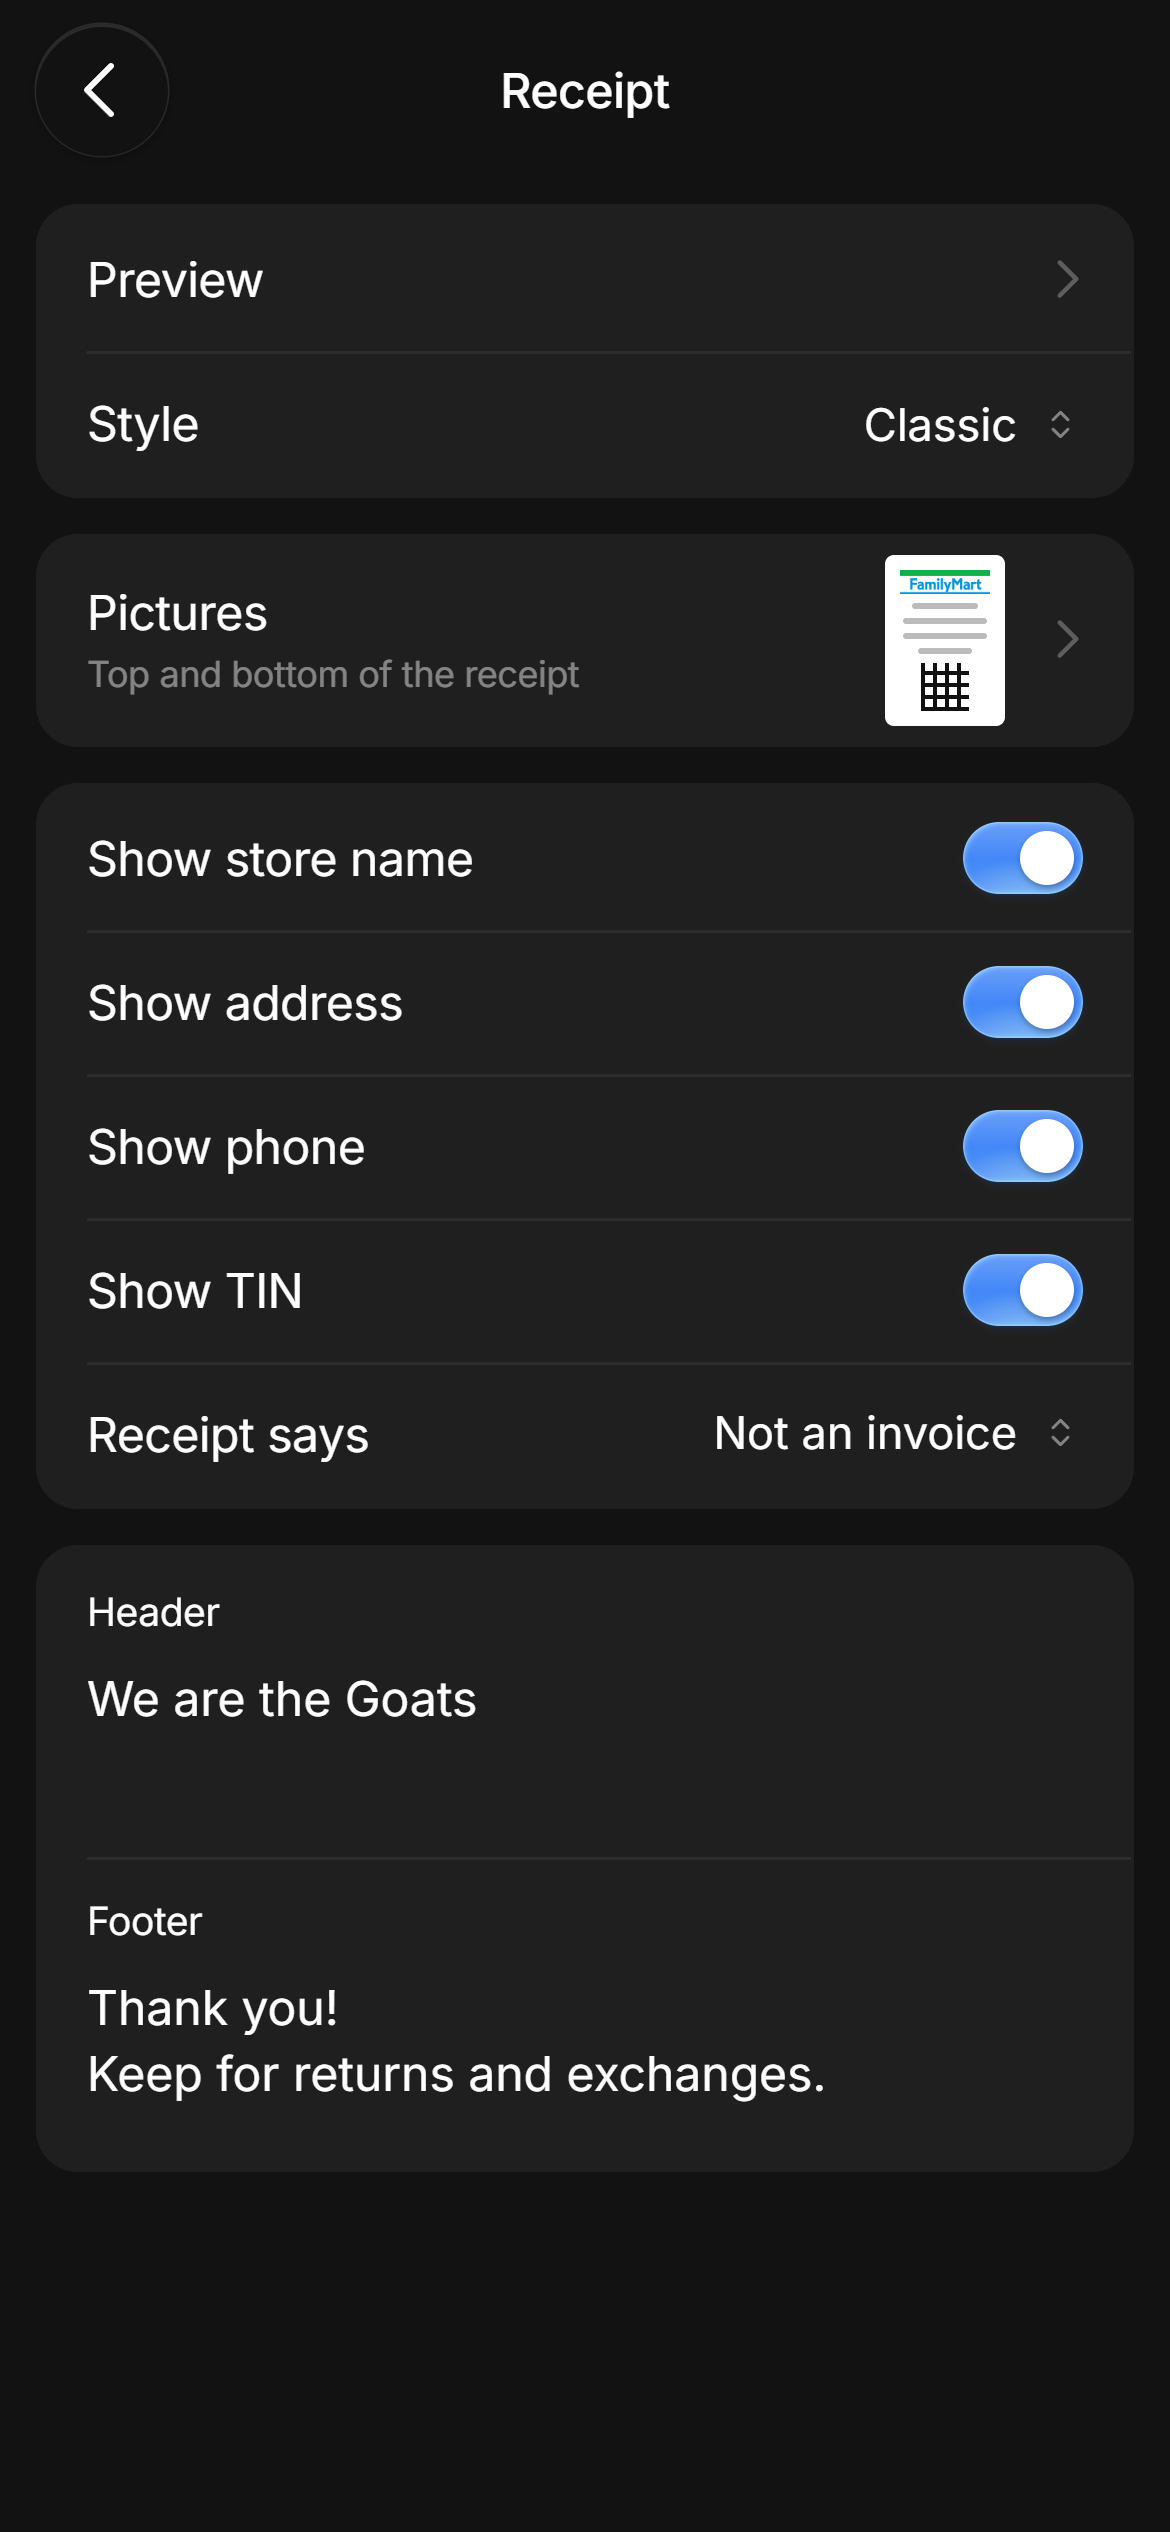 Receipt
Preview
Style
Classic
Pictures
Top and bottom of the receipt
FamilyMart
Show store name
Show address
Show phone
Show TIN
Receipt says
Not an invoice
Header
We are the Goats
Footer
Thank you!
Keep for returns and exchanges.